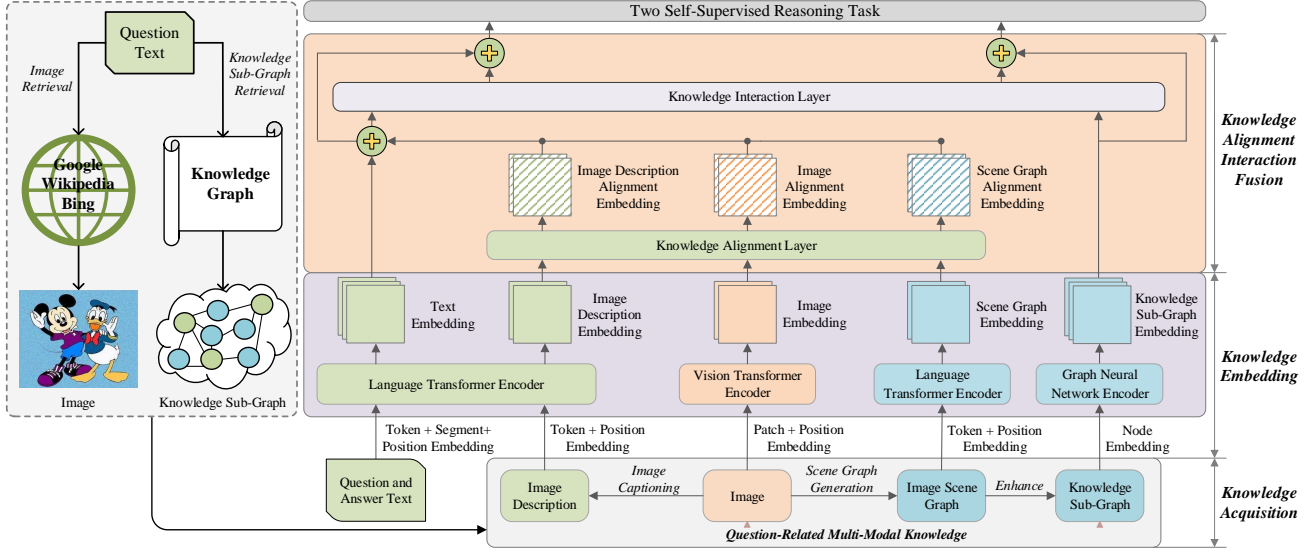 Question
Text
Image
Retrieval
Knowledge
Sub-Graph
Retrieval
Google
Wikipedia
Bing
Knowledge
Graph
Image
Knowledge Sub-Graph
Two Self-Supervised Reasoning Task
Knowledge Interaction Layer
Image Description
Alignment
Embedding
Image
Alignment
Embedding
Scene Graph
Alignment
Embedding
Knowledge Alignment Layer
Knowledge
Alignment
Interaction
Fusion
Text
Embedding
Image
Description
Embedding
Image
Embedding
Scene Graph
Embedding
Knowledge
Sub-Graph
Embedding
Language Transformer Encoder
Vision Transformer
Encoder
Language
Transformer Encoder
Graph Neural
Network Encoder
Knowledge
Embedding
Token + Segment+
Position Embedding
Token + Position
Embedding
Patch + Position
Embedding
Token + Position
Embedding
Node
Embedding
Question and
Answer Text
Image
Description
Image
Captioning
Image
Scene Graph
Generation
Image Scene
Graph
Enhance
Knowledge
Sub-Graph
Question-Related Multi-Modal Knowledge
Knowledge
Acquisition